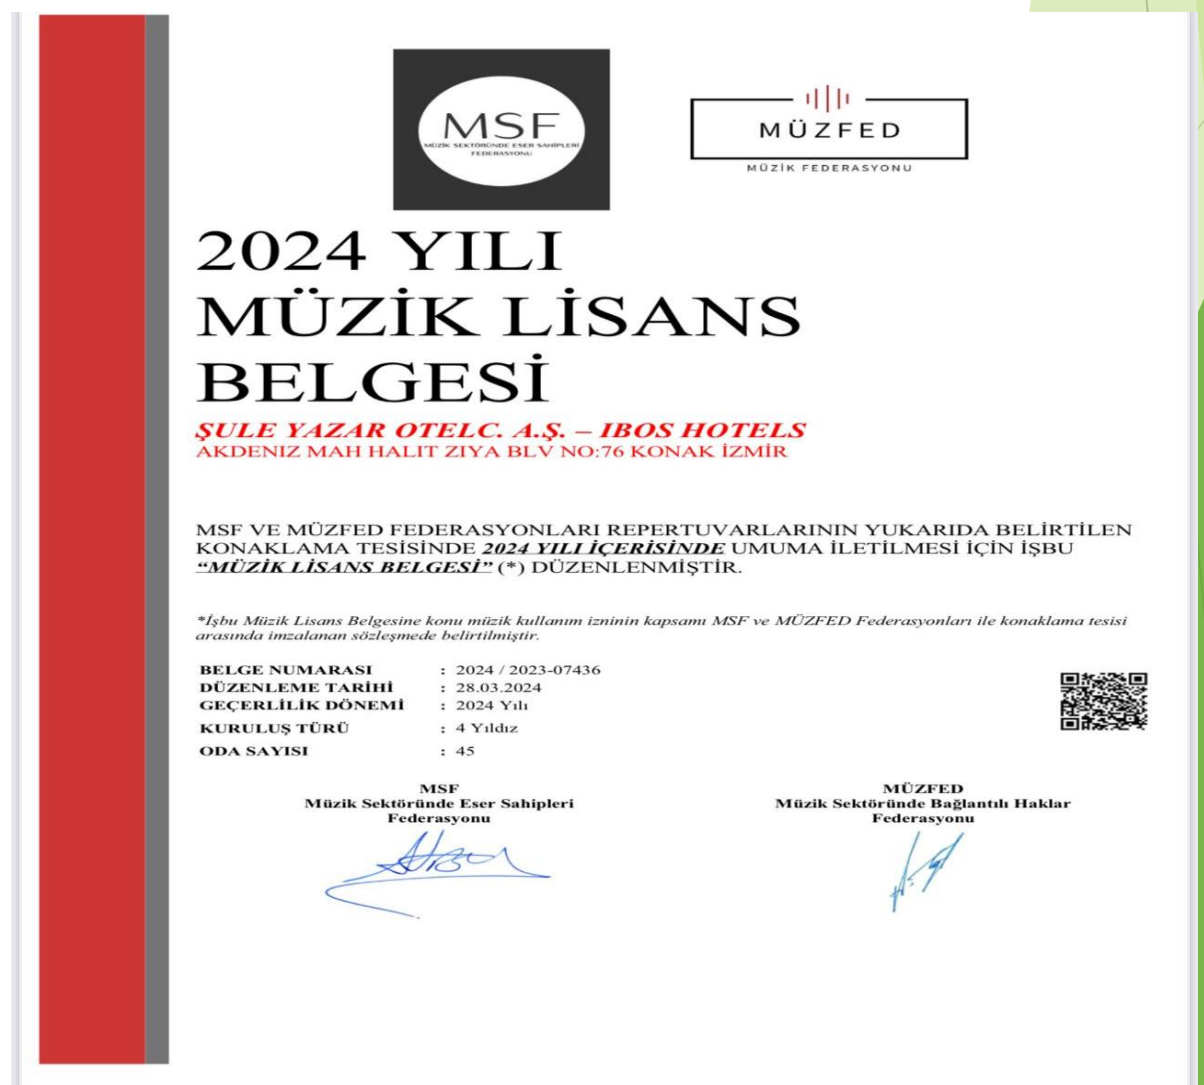 MSF
MÜZİK SEKTÖRÜNDE ESER SAHİPLERİ
FEDERASYONU
MÜZFED
MÜZİK FEDERASYONU
2024 YILI
MÜZİK LİSANS
BELGESİ
ŞULE YAZAR OTELC. A.Ş. – IBOS HOTELS
AKDENIZ MAH HALIT ZIYA BLV NO:76 KONAK İZMİR
MSF VE MÜZFED FEDERASYONLARI REPERTUVARLARININ YUKARIDA BELİRTİLEN
KONAKLAMA TESİSİNDE 2024 YILI İÇERİSİNDE UMUMA İLETİLMESİ İÇİN İŞBU
“MÜZİK LİSANS BELGESİ” (*) DÜZENLENMİŞTİR.
*İşbu Müzik Lisans Belgesine konu müzik kullanım izninin kapsamı MSF ve MÜZFED Federasyonları ile konaklama tesisi
arasında imzalanan sözleşmede belirtilmiştir.
BELGE NUMARASI : 2024 / 2023-07436
DÜZENLEME TARİHİ : 28.03.2024
GEÇERLİLİK DÖNEMİ : 2024 Yılı
KURULUŞ TÜRÜ : 4 Yıldız
ODA SAYISI : 45
MSF
Müzik Sektöründe Eser Sahipleri
Federasyonu
MÜZFED
Müzik Sektöründe Bağlantılı Haklar
Federasyonu